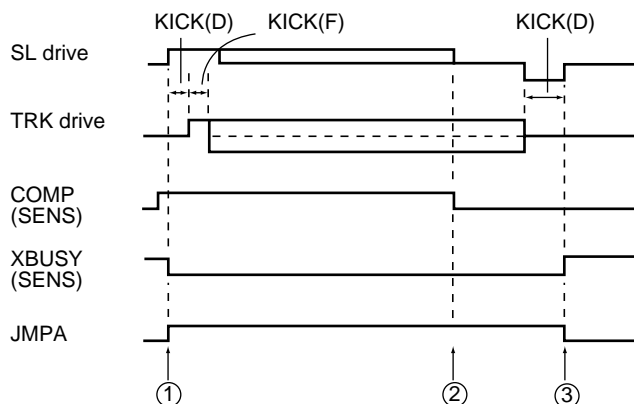 KICK(D) KICK(F) KICK(D)
SL drive
TRK drive
COMP
(SENS)
XBUSY
(SENS)
JMPA
① ② ③